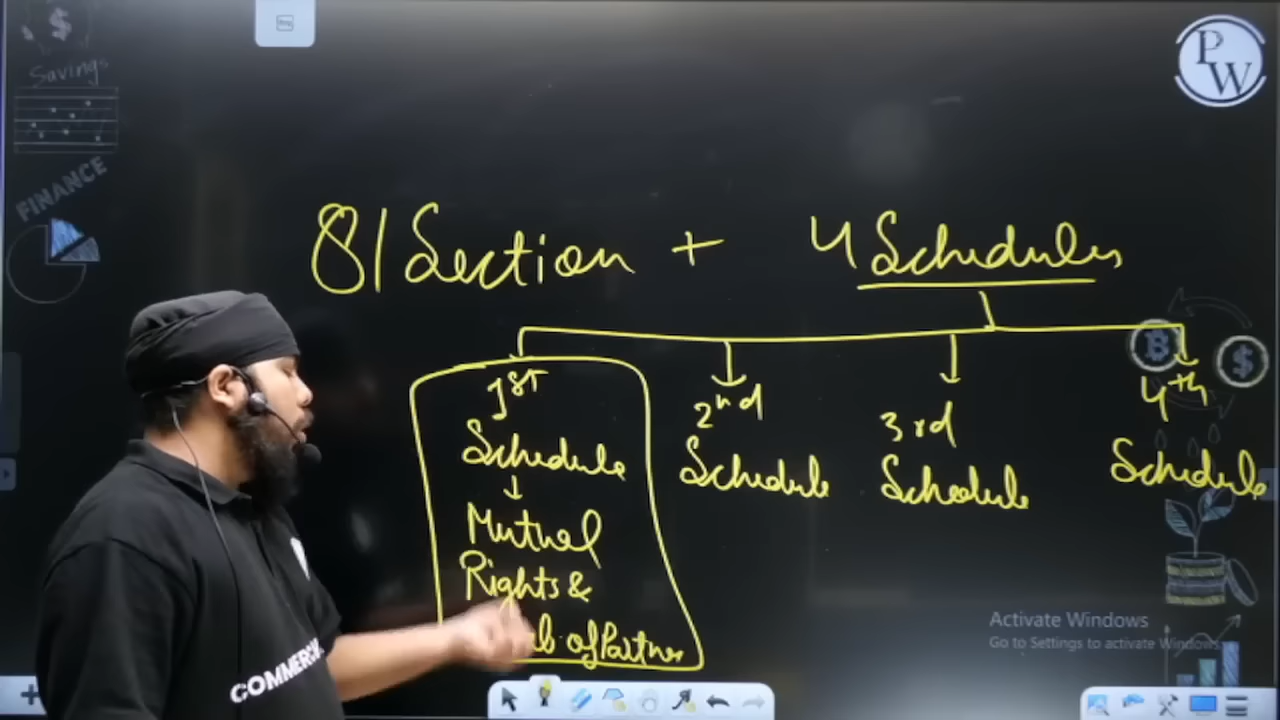 Savings
FINANCE
PW
81 Section + 4 Schedules
1st
Schedule
Mutual
Rights &
of Partner
2nd
Schedule
3rd
Schedule
4th
Schedule
Activate Windows
Go to Settings to activate Windows.